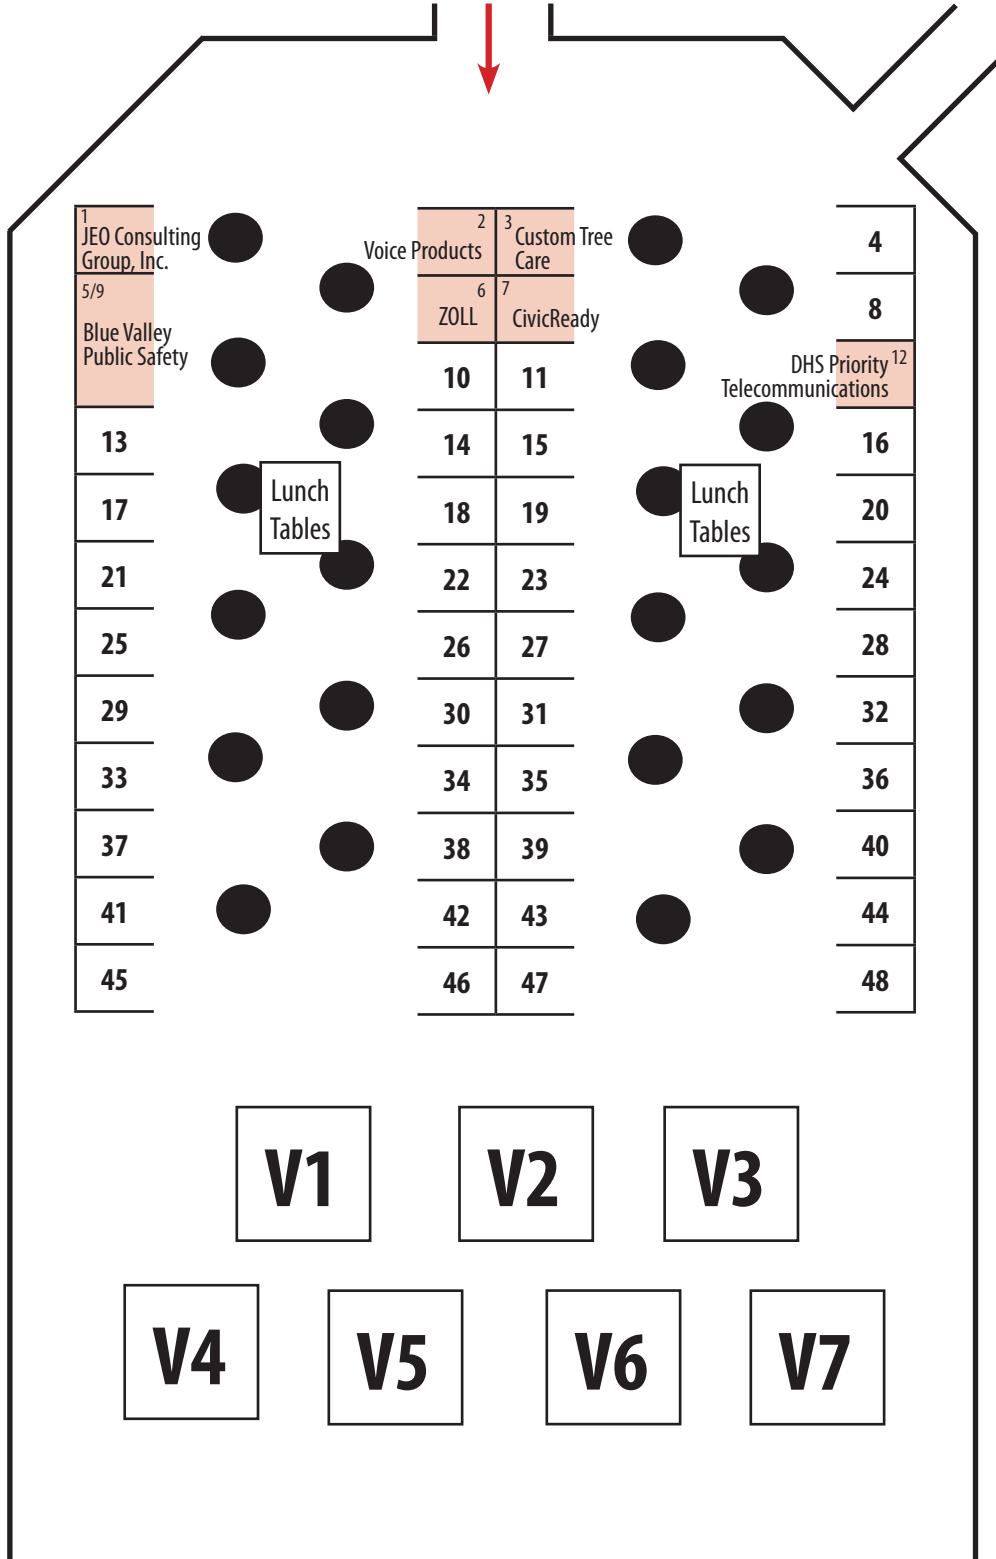 1
JEO Consulting
Group, Inc.
2
Voice Products
3
Custom Tree
Care
4
5/9
Blue Valley
Public Safety
6
ZOLL
7
CivicReady
8
10
11
DHS Priority 12
Telecommunications
13
14
15
16
17
Lunch
Tables
18
19
Lunch
Tables
20
21
22
23
24
25
26
27
28
29
30
31
32
33
34
35
36
37
38
39
40
41
42
43
44
45
46
47
48
V1
V2
V3
V4
V5
V6
V7